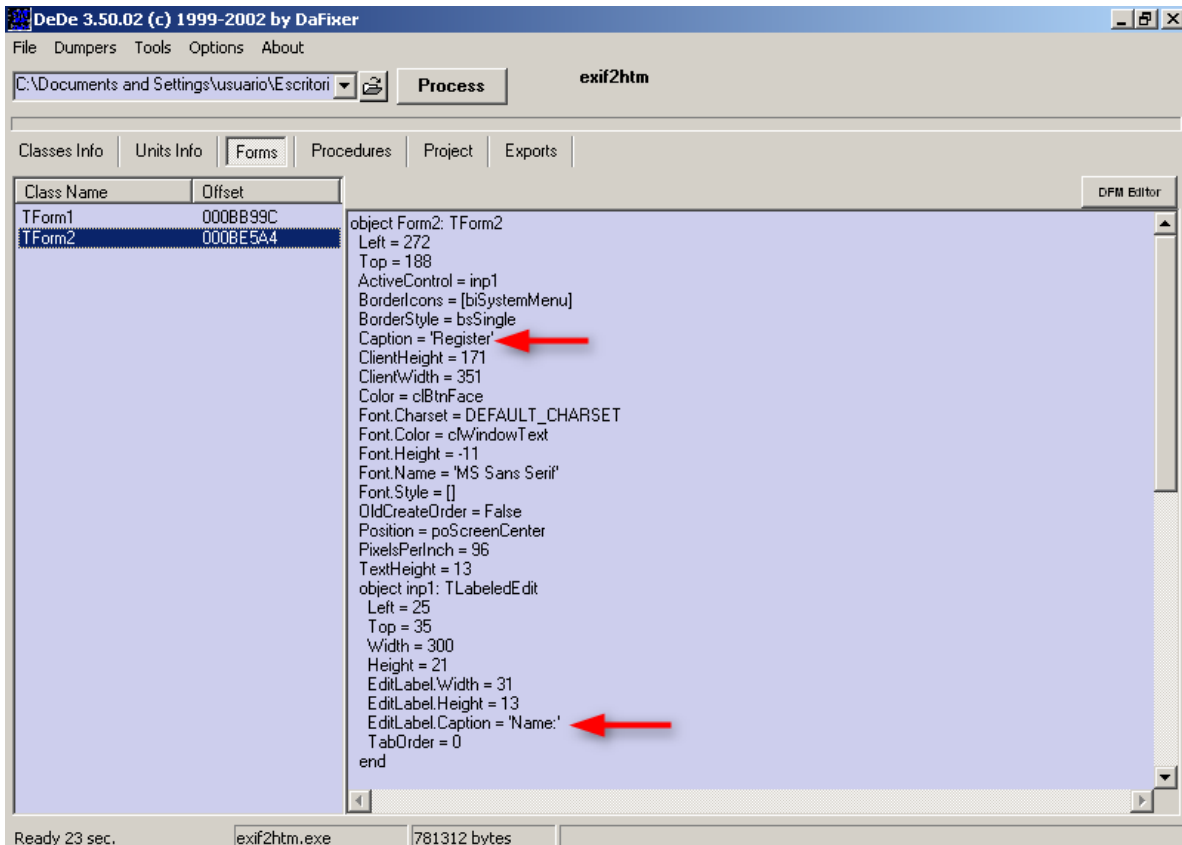 DeDe 3.50.02 (c) 1999-2002 by DaFixer
File Dumpers Tools Options About
C:\Documents and Settings\usuario\Escritori Process exif2htm
Classes Info Units Info Forms Procedures Project Exports
Class Name Offset DFM Editor
TForm1 000BB99C
TForm2 000BE5A4
object Form2: TForm2
Left = 272
Top = 188
ActiveControl = inp1
BorderIcons = [biSystemMenu]
BorderStyle = bsSingle
Caption = 'Register'
ClientHeight = 171
ClientWidth = 351
Color = clBtnFace
Font.Charset = DEFAULT_CHARSET
Font.Color = clWindowText
Font.Height = -11
Font.Name = 'MS Sans Serif'
Font.Style = []
OldCreateOrder = False
Position = poScreenCenter
PixelsPerInch = 96
TextHeight = 13
object inp1: TLabeledEdit
Left = 25
Top = 35
Width = 300
Height = 21
EditLabel.Width = 31
EditLabel.Height = 13
EditLabel.Caption = 'Name:'
TabOrder = 0
end
Ready 23 sec. exif2htm.exe 781312 bytes